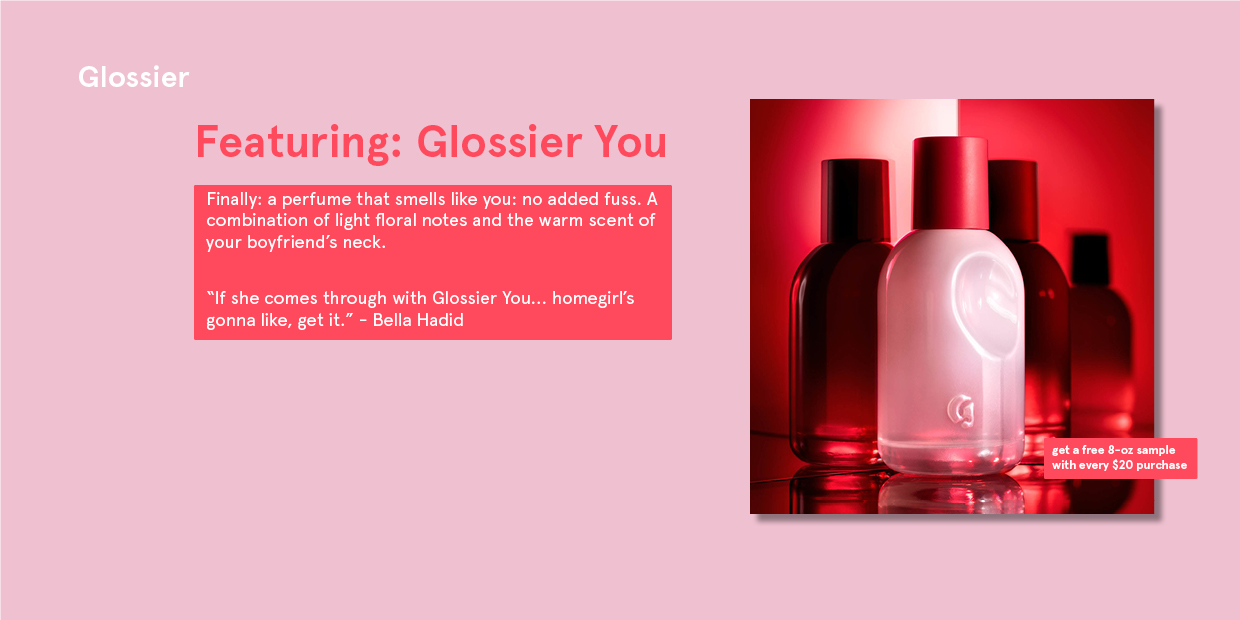 Glossier
Featuring: Glossier You
Finally: a perfume that smells like you: no added fuss. A
combination of light floral notes and the warm scent of
your boyfriend’s neck.
“If she comes through with Glossier You... homegirl’s
gonna like, get it.” - Bella Hadid
G
get a free 8-oz sample
with every $20 purchase